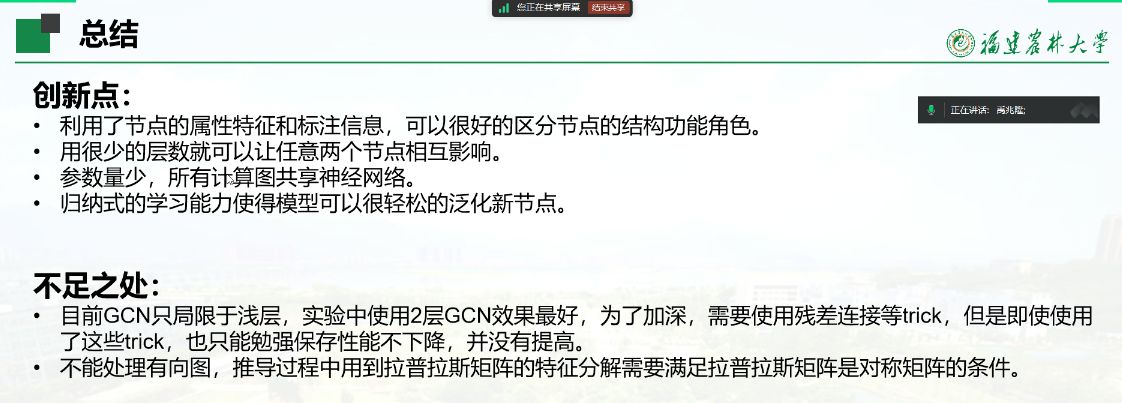 您正在共享屏幕 结束共享
总结
福建农林大学
正在讲话: 禹兆隆;
创新点：
• 利用了节点的属性特征和标注信息，可以很好的区分节点的结构功能角色。
• 用很少的层数就可以让任意两个节点相互影响。
• 参数量少，所有计算图共享神经网络。
• 归纳式的学习能力使得模型可以很轻松的泛化新节点。
不足之处：
• 目前GCN只局限于浅层，实验中使用2层GCN效果最好，为了加深，需要使用残差连接等trick，但是即使使用
了这些trick，也只能勉强保存性能不下降，并没有提高。
• 不能处理有向图，推导过程中用到拉普拉斯矩阵的特征分解需要满足拉普拉斯矩阵是对称矩阵的条件。